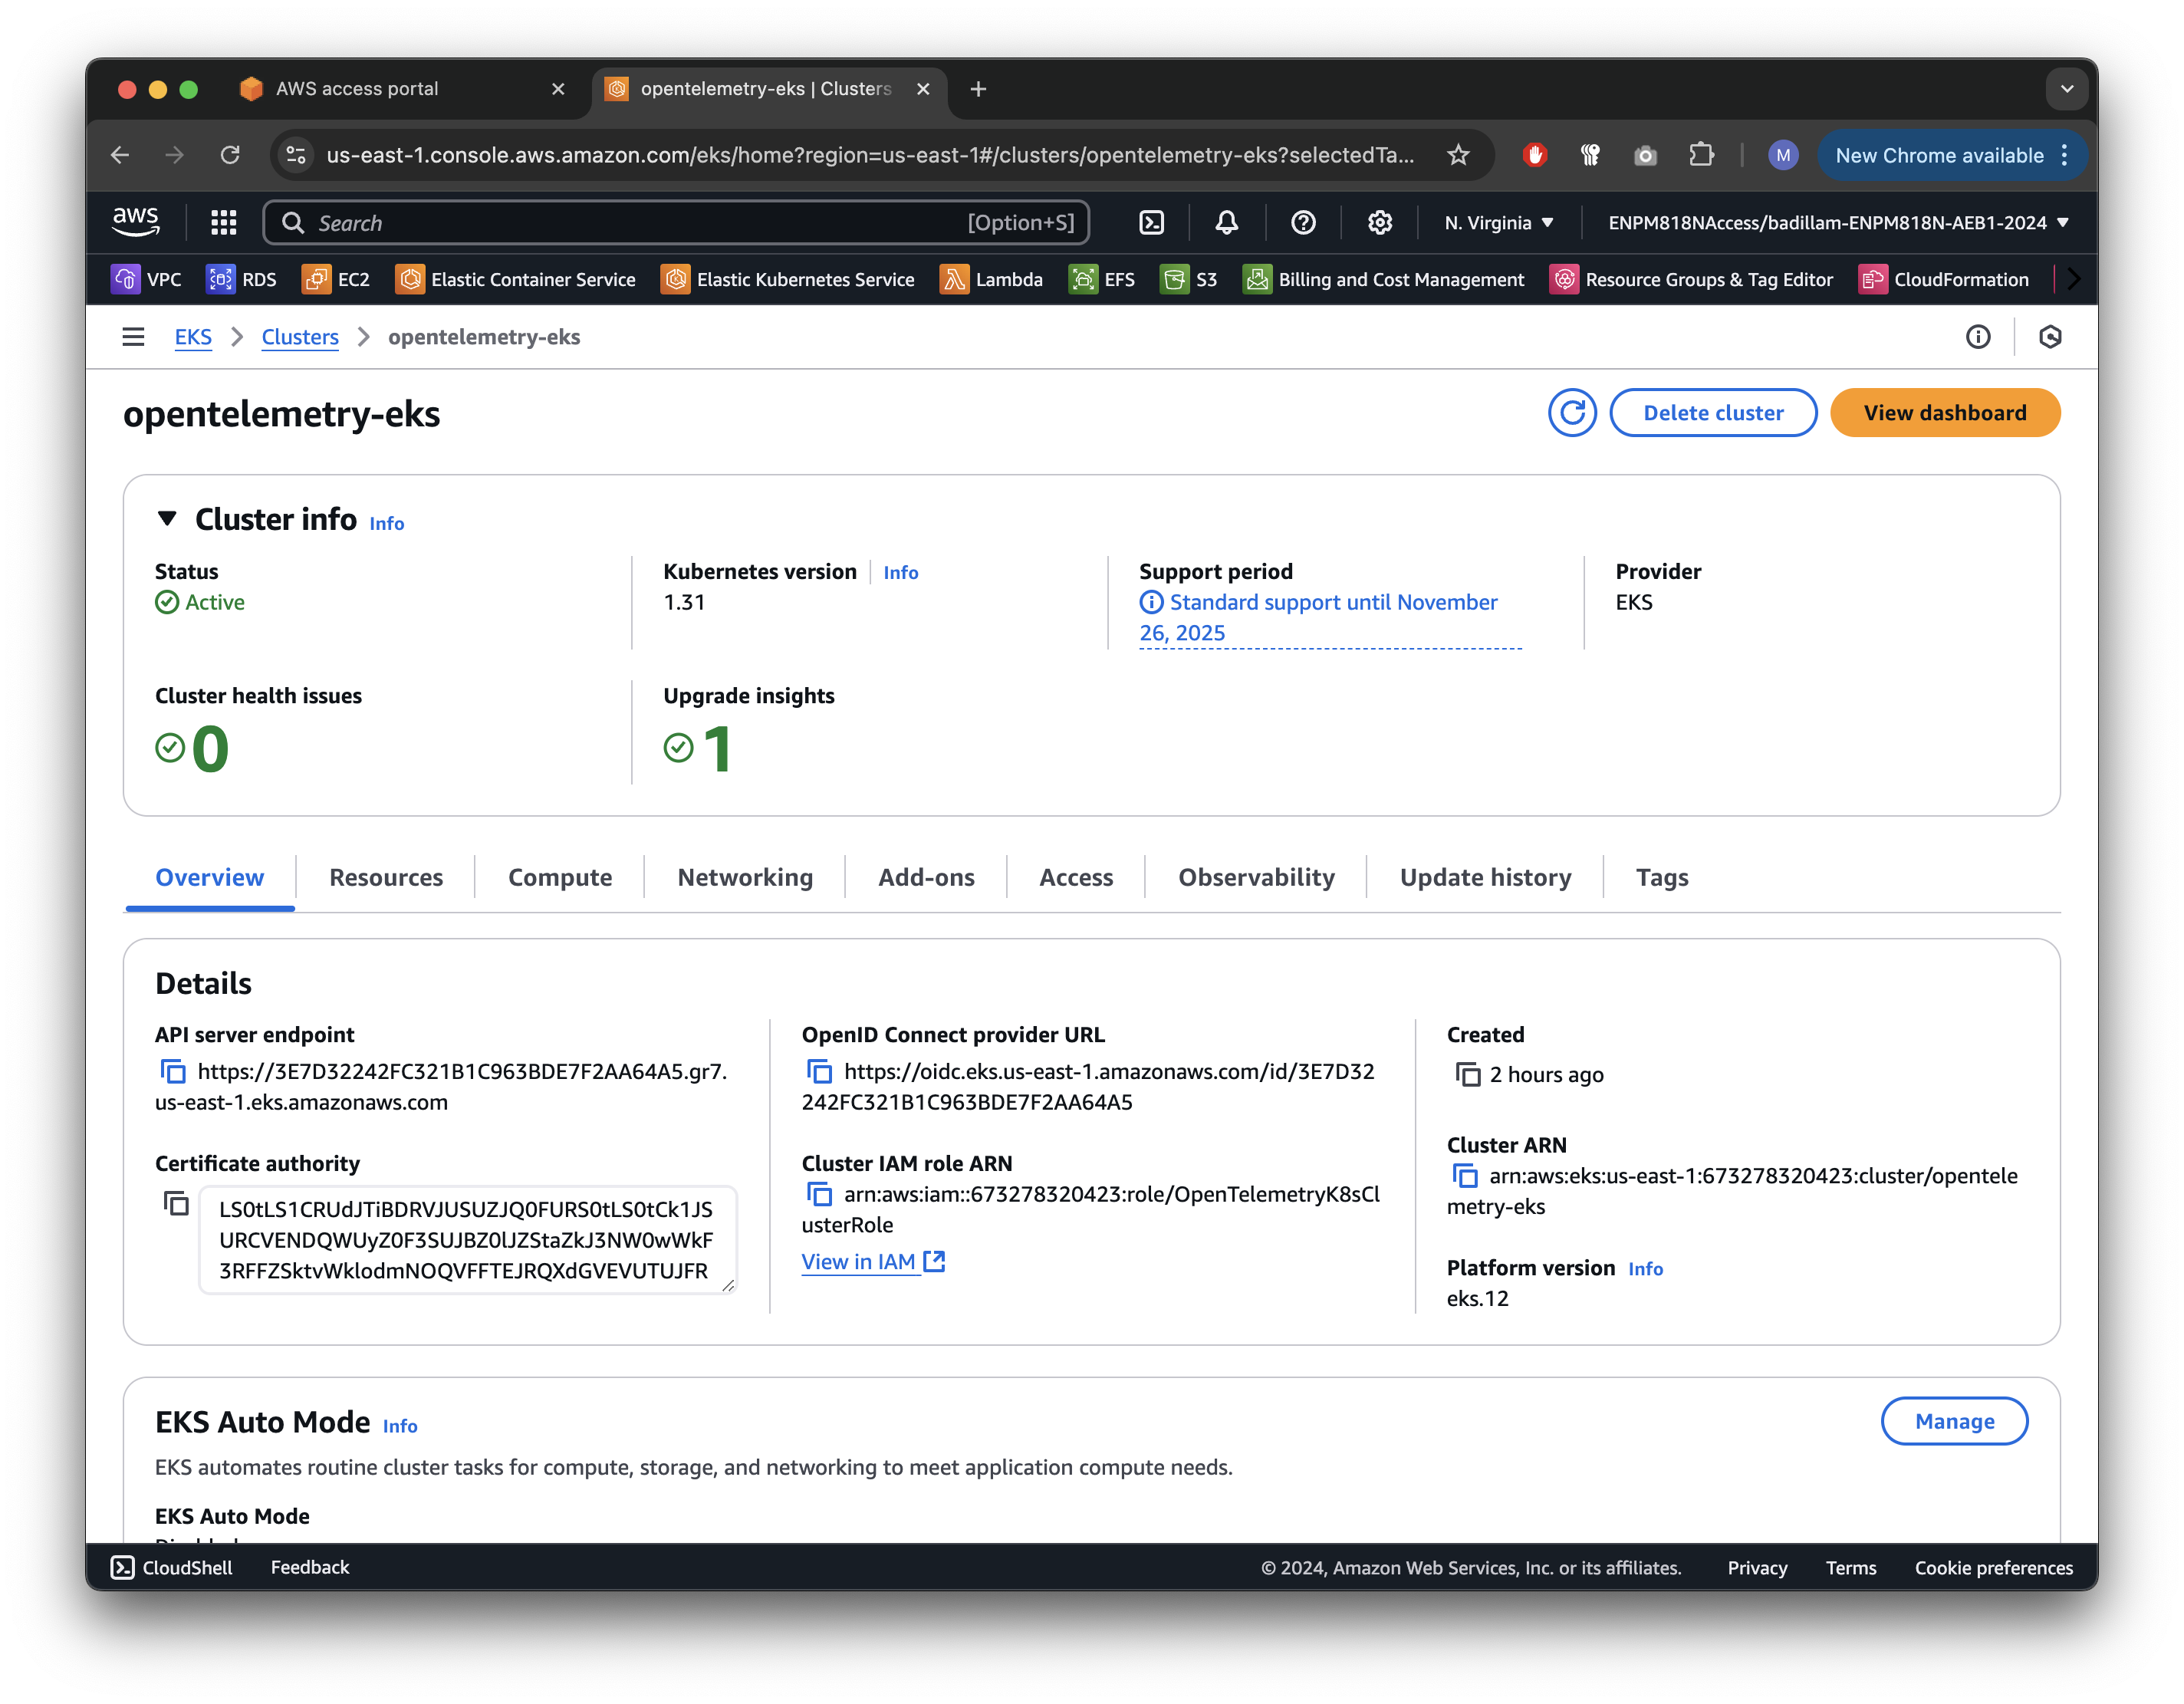 AWS access portal
opentelemetry-eks | Clusters
us-east-1.console.aws.amazon.com/eks/home?region=us-east-1#/clusters/opentelemetry-eks?selectedTa...
M
New Chrome available
aws
Search
[Option+S]
N. Virginia
ENPM818NAccess/badillam-ENPM818N-AEB1-2024
VPC
RDS
EC2
Elastic Container Service
Elastic Kubernetes Service
Lambda
EFS
S3
Billing and Cost Management
Resource Groups & Tag Editor
CloudFormation
EKS
Clusters
opentelemetry-eks
opentelemetry-eks
Delete cluster
View dashboard
Cluster info
Info
Status
Active
Kubernetes version
Info
1.31
Support period
Standard support until November
26, 2025
Provider
EKS
Cluster health issues
0
Upgrade insights
1
Overview
Resources
Compute
Networking
Add-ons
Access
Observability
Update history
Tags
Details
API server endpoint
https://3E7D32242FC321B1C963BDE7F2AA64A5.gr7.
us-east-1.eks.amazonaws.com
Certificate authority
LS0tLS1CRUdJTiBDRVJUSUZJQ0FURS0tLS0tCk1JS
URCVENDQWUyZ0F3SUJBZ0lJZStaZkJ3NW0wWkF
3RFFZSktvWklodmNOQVFFTEJRQXdGVEVUTUJFR
OpenID Connect provider URL
https://oidc.eks.us-east-1.amazonaws.com/id/3E7D32
242FC321B1C963BDE7F2AA64A5
Cluster IAM role ARN
arn:aws:iam::673278320423:role/OpenTelemetryK8sCl
usterRole
View in IAM
Created
2 hours ago
Cluster ARN
arn:aws:eks:us-east-1:673278320423:cluster/opentele
metry-eks
Platform version
Info
eks.12
EKS Auto Mode
Info
Manage
EKS automates routine cluster tasks for compute, storage, and networking to meet application compute needs.
EKS Auto Mode
CloudShell
Feedback
© 2024, Amazon Web Services, Inc. or its affiliates.
Privacy
Terms
Cookie preferences